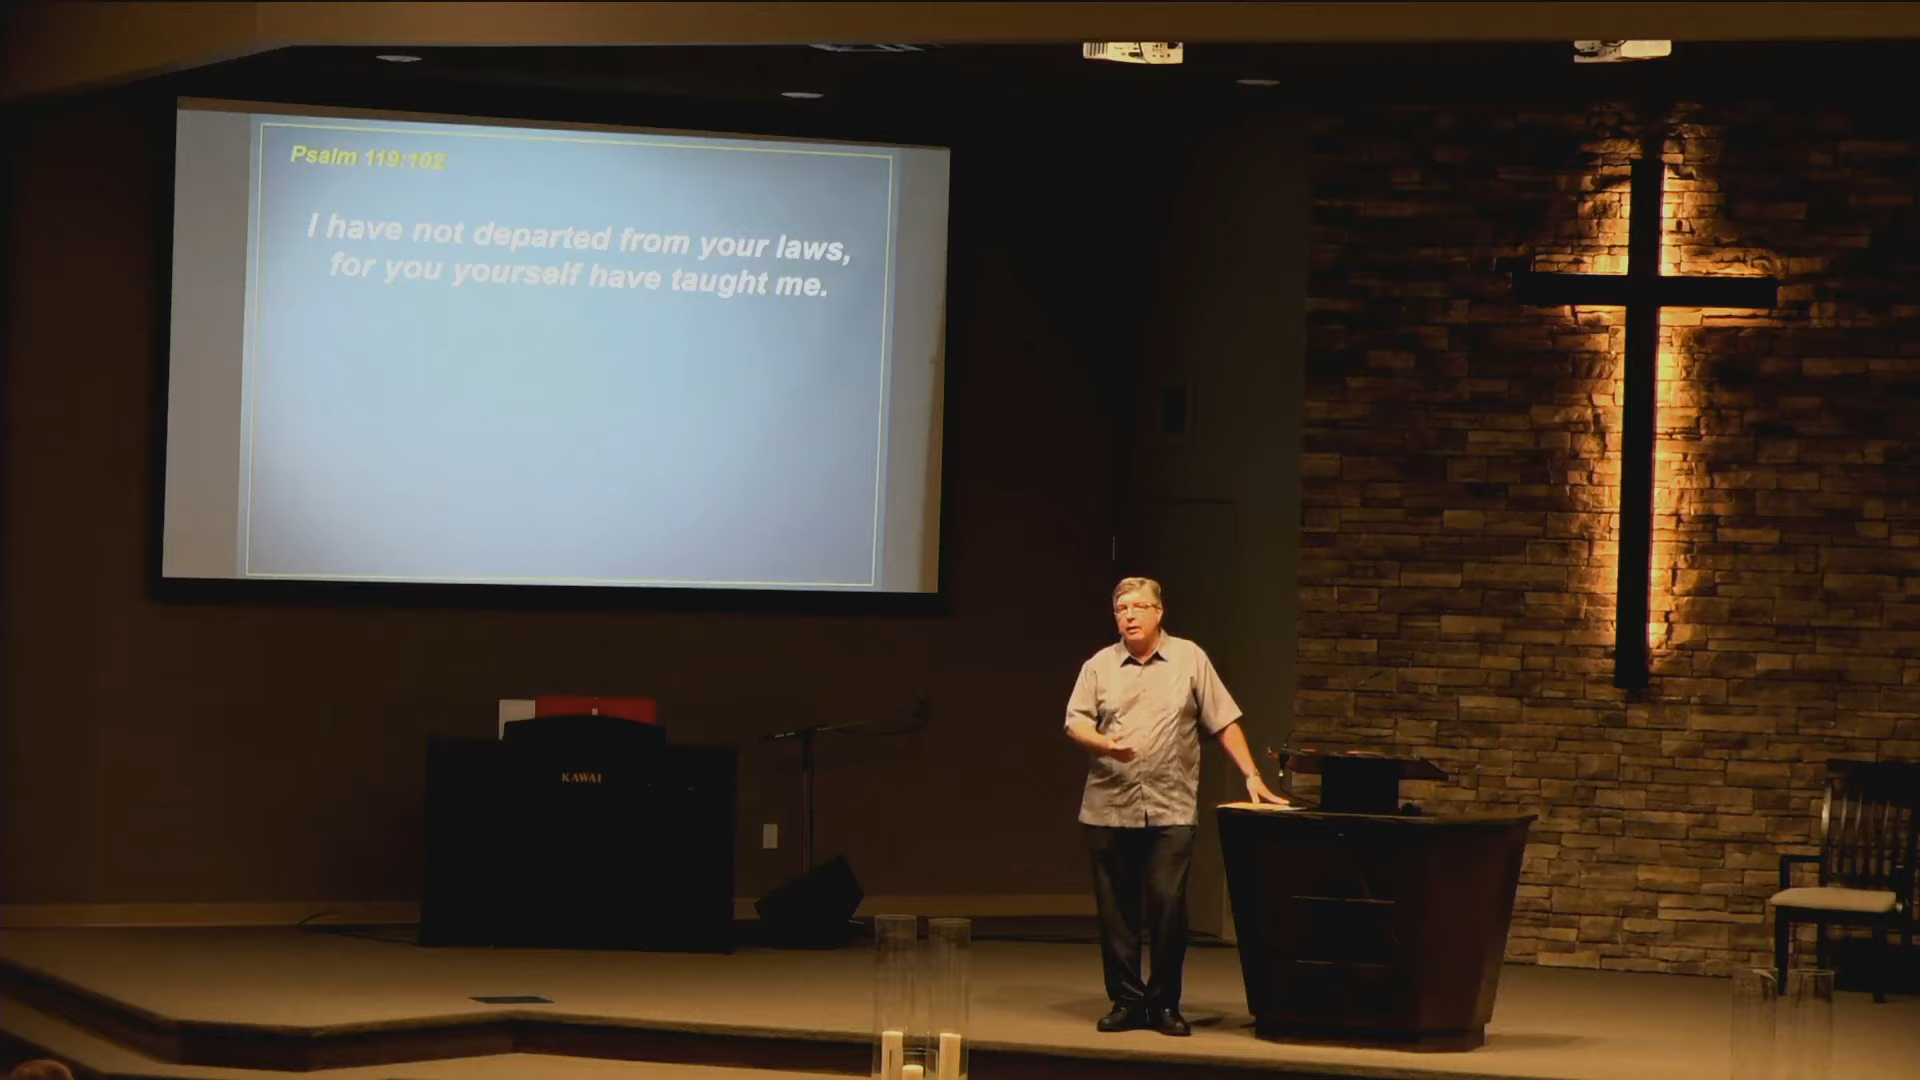 Psalm 119:102
I have not departed from your laws,
for you yourself have taught me.
KAWAI